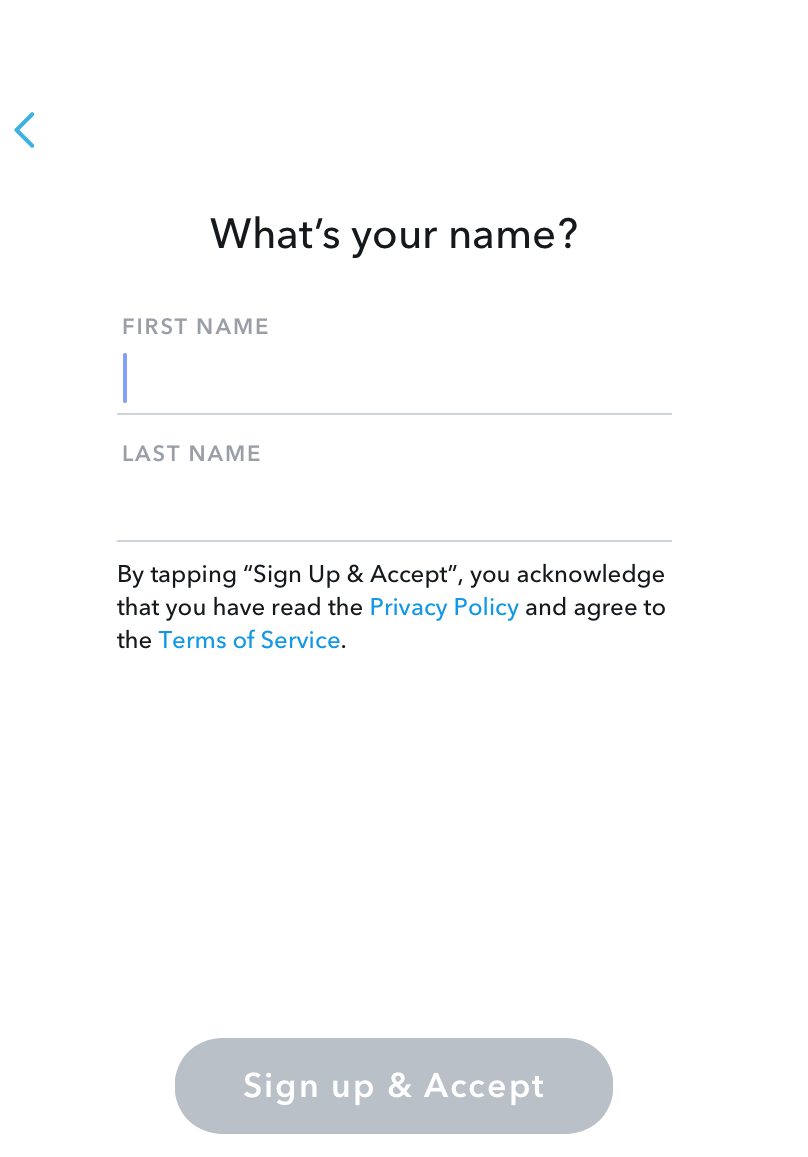 What’s your name?
FIRST NAME
LAST NAME
By tapping “Sign Up & Accept”, you acknowledge
that you have read the Privacy Policy and agree to
the Terms of Service.
Sign up & Accept